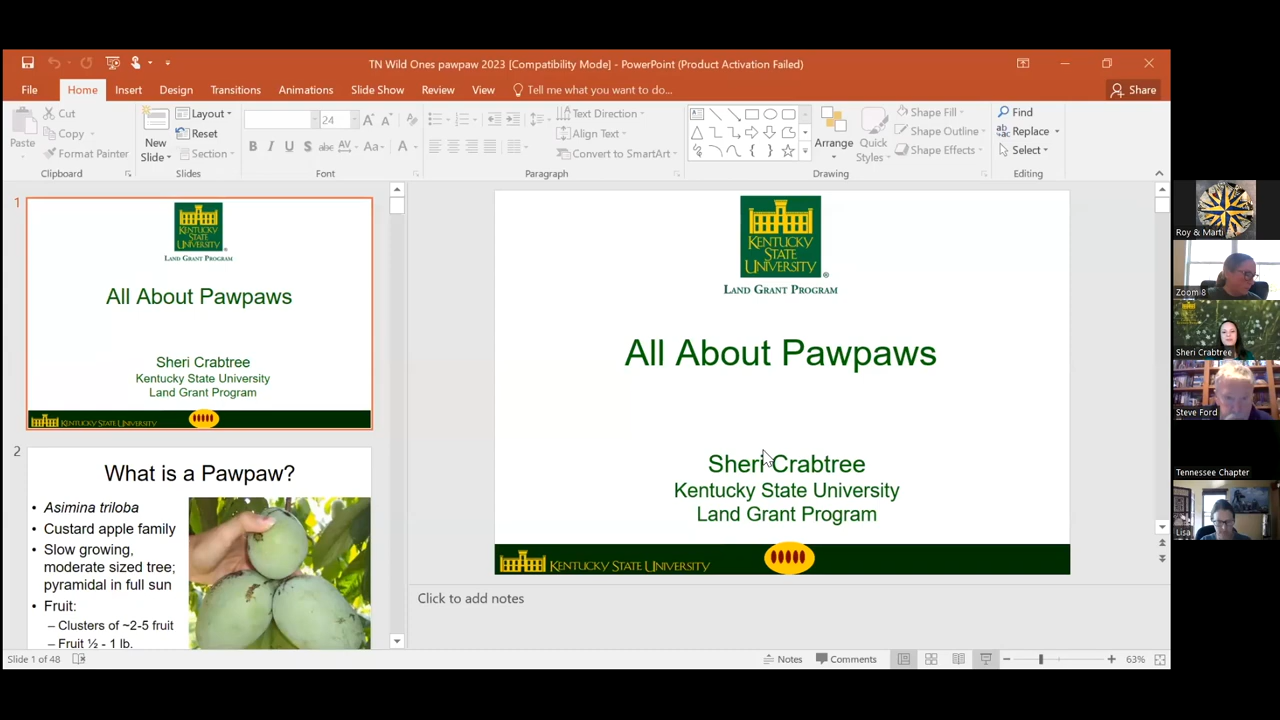 TN Wild Ones pawpaw 2023 [Compatibility Mode] - PowerPoint (Product Activation Failed)
File Home Insert Design Transitions Animations Slide Show Review View Tell me what you want to do... Share
Cut
Copy
Format Painter
Paste
Clipboard
New
Slide
Layout
Reset
Section
Slides
24
B I U S abc AV Aa A
Font
Text Direction
Align Text
Convert to SmartArt
Paragraph
Arrange
Quick
Styles
Shape Fill
Shape Outline
Shape Effects
Drawing
Find
Replace
Select
Editing
1
KENTUCKY
STATE
UNIVERSITY
LAND GRANT PROGRAM
All About Pawpaws
Sheri Crabtree
Kentucky State University
Land Grant Program
KENTUCKY STATE UNIVERSITY
2
What is a Pawpaw?
• Asimina triloba
• Custard apple family
• Slow growing,
moderate sized tree;
pyramidal in full sun
• Fruit:
– Clusters of ~2-5 fruit
– Fruit ½ - 1 lb.
KENTUCKY
STATE
UNIVERSITY
®
LAND GRANT PROGRAM
All About Pawpaws
Sheri Crabtree
Kentucky State University
Land Grant Program
KENTUCKY STATE UNIVERSITY
Click to add notes
Slide 1 of 48
Notes Comments 63%
Roy & Marti
Zoom 8
Sheri Crabtree
Steve Ford
Tennessee Chapter
Lisa